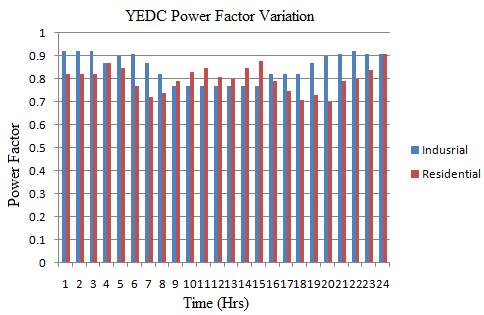 YEDC Power Factor Variation
1
0.9
0.8
0.7
0.6
0.5
0.4
0.3
0.2
0.1
0
Power Factor
1 2 3 4 5 6 7 8 9 10 11 12 13 14 15 16 17 18 19 20 21 22 23 24
Time (Hrs)
Indusrial
Residential